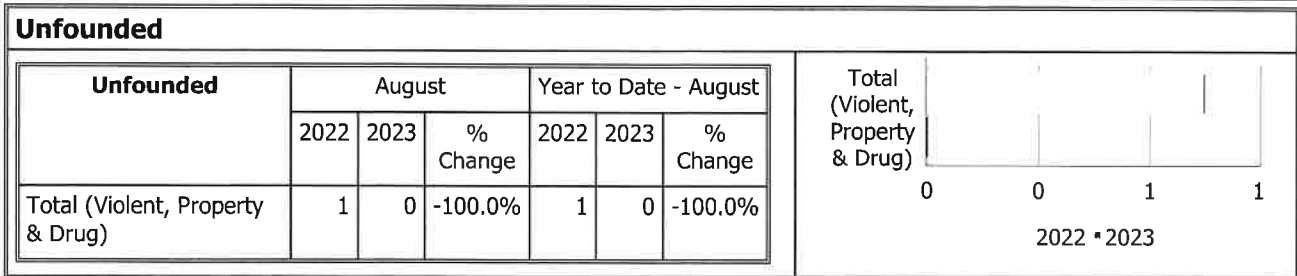 Unfounded
Unfounded August Year to Date - August
2022 2023 % Change 2022 2023 % Change
Total (Violent, Property & Drug) 1 0 -100.0% 1 0 -100.0%
Total
(Violent,
Property
& Drug)
0 0 1 1
2022 ▪ 2023